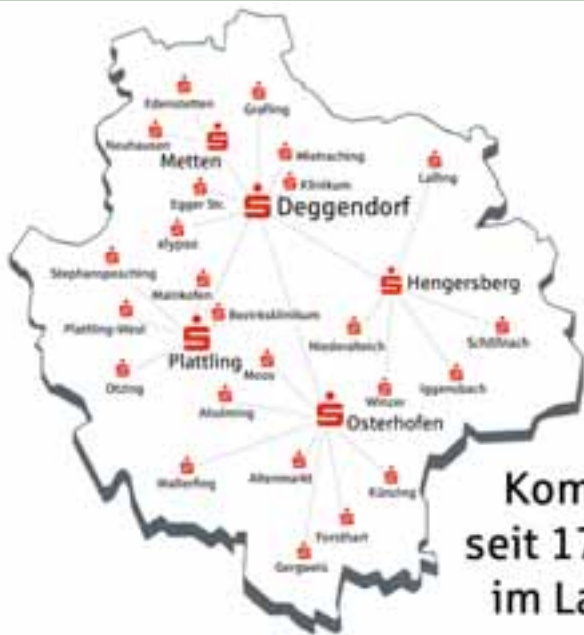 Edenstetten
Grafling
Neuhausen
Metten
Mietraching
Klinikum
Lalling
Egger Str.
Deggendorf
elypso
Stephansposching
Mainkofen
Hengersberg
Bezirksklinikum
Plattling-West
Niederalteich
Schöllnach
Plattling
Otzing
Moos
Iggensbach
Winzer
Aholming
Osterhofen
Wallerfing
Altenmarkt
Künzing
Forsthart
Gergweis
Kom
seit 17
im La